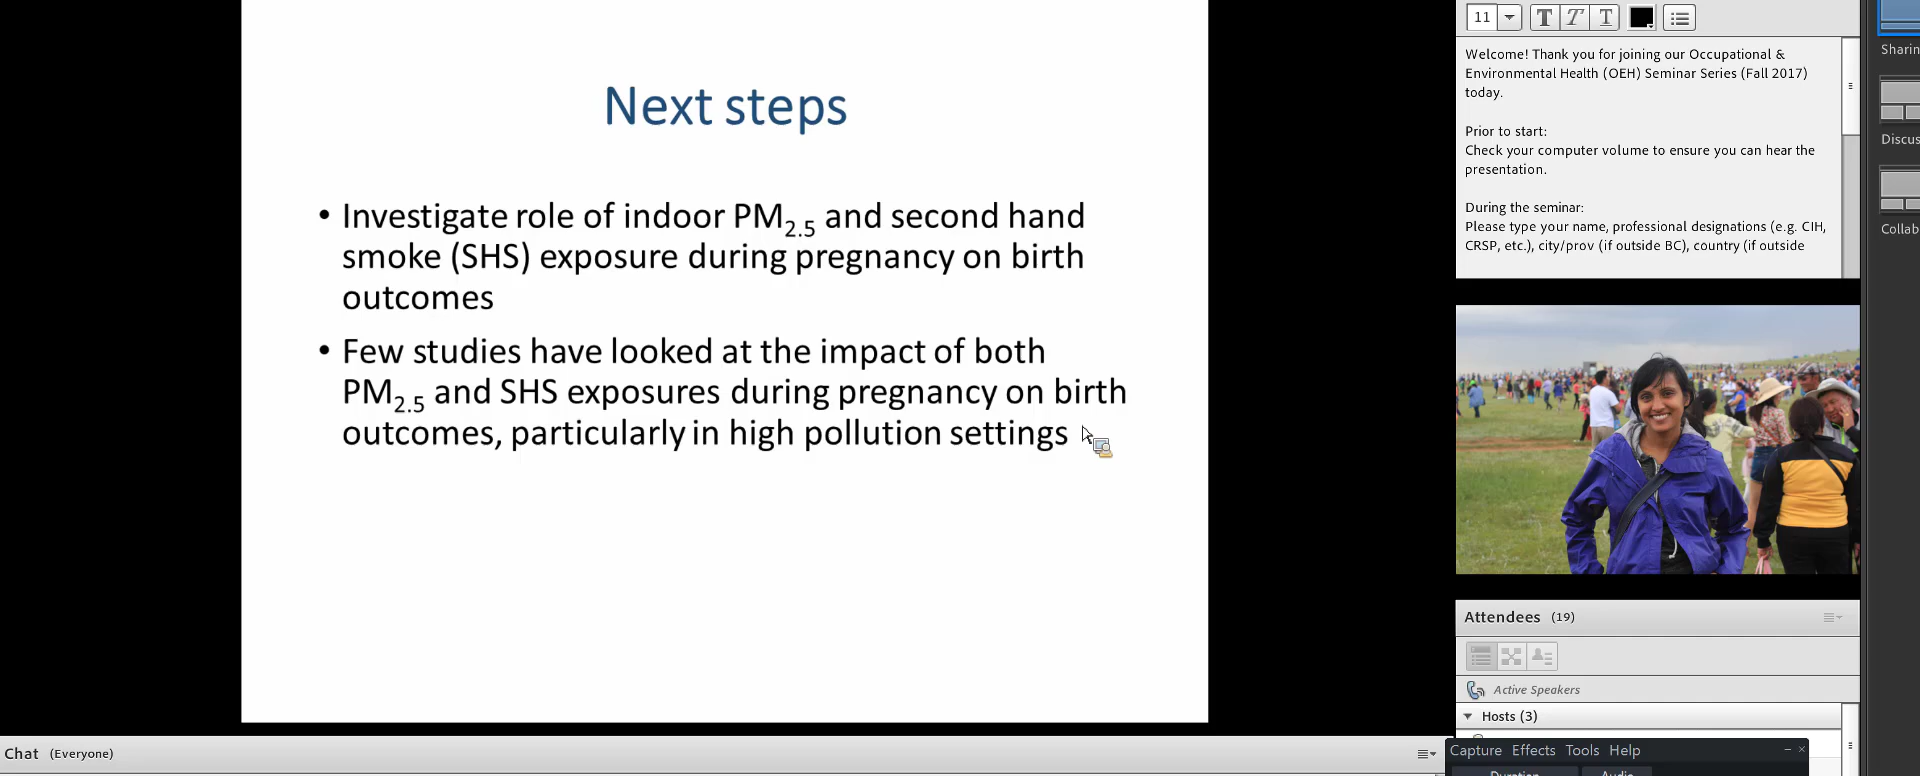 Next steps
• Investigate role of indoor PM2.5 and second hand
smoke (SHS) exposure during pregnancy on birth
outcomes
• Few studies have looked at the impact of both
PM2.5 and SHS exposures during pregnancy on birth
outcomes, particularly in high pollution settings
Chat (Everyone)
11
T T T
Welcome! Thank you for joining our Occupational &
Environmental Health (OEH) Seminar Series (Fall 2017)
today.
Prior to start:
Check your computer volume to ensure you can hear the
presentation.
During the seminar:
Please type your name, professional designations (e.g. CIH,
CRSP, etc.), city/prov (if outside BC), country (if outside
Attendees (19)
Active Speakers
Hosts (3)
Capture Effects Tools Help
Duration Audio
Sharin
Discus
Collab